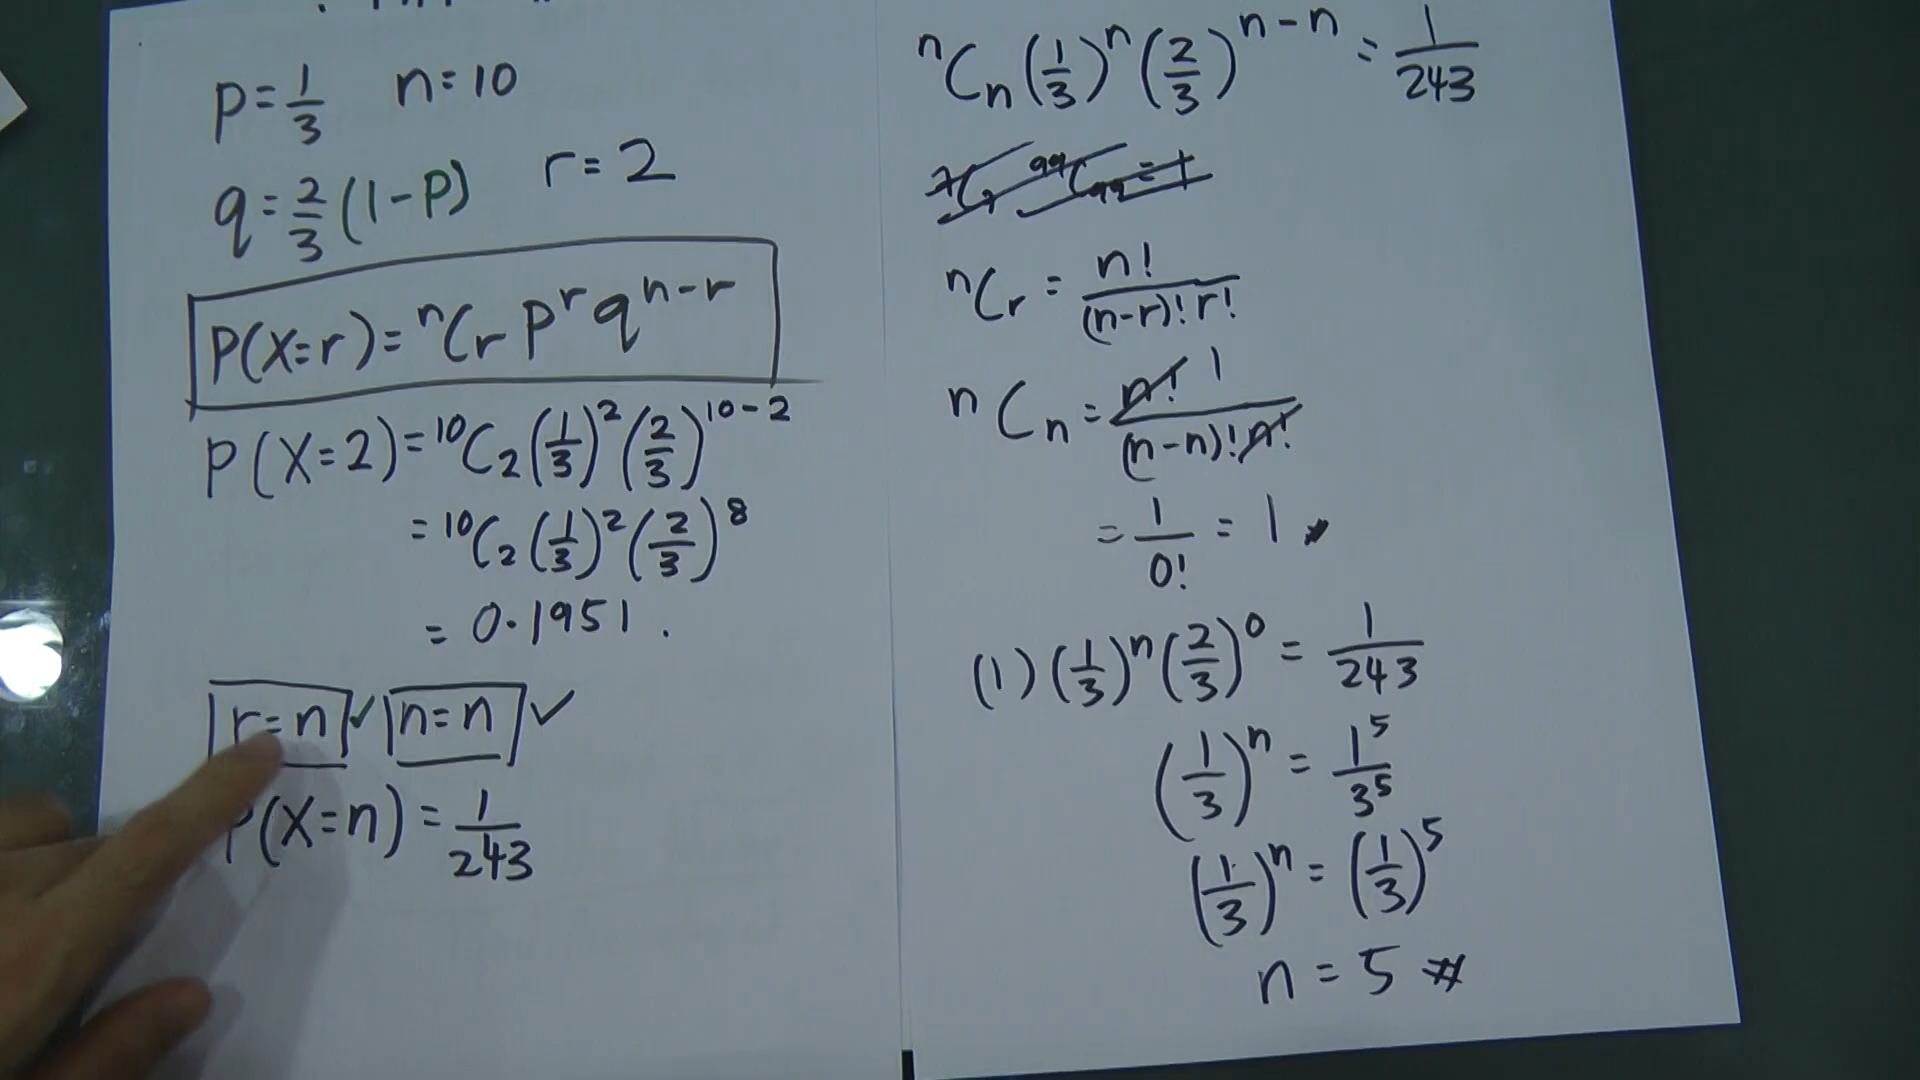 p = 1/3   n = 10
q = 2/3 (1-p)   r = 2
P(X=r) = ⁿCr p^r q^(n-r)
P(X=2) = ¹⁰C₂ (1/3)² (2/3)^(10-2)
= ¹⁰C₂ (1/3)² (2/3)⁸
= 0.1951.
r=n ✓ n=n ✓
P(X=n) = 1/243
ⁿCn (1/3)^n (2/3)^(n-n) = 1/243
⁷C₇ ⁹⁹C₉₉ = 1
ⁿCr = n!/(n-r)! r!
ⁿCn = n! 1/(n-n)! n!
= 1/0! = 1
(1) (1/3)^n (2/3)^0 = 1/243
(1/3)^n = 1⁵/3⁵
(1/3)^n = (1/3)⁵
n = 5 #